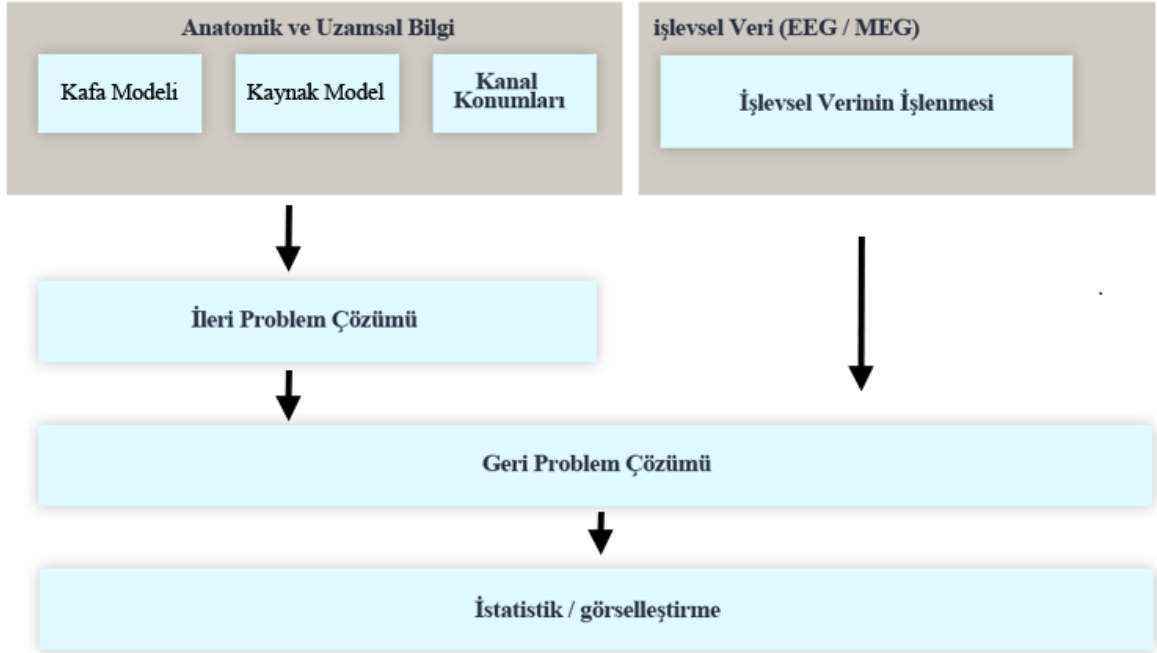 Anatomik ve Uzamsal Bilgi
Kafa Modeli
Kaynak Model
Kanal
Konumları
işlevsel Veri (EEG / MEG)
İşlevsel Verinin İşlenmesi
İleri Problem Çözümü
Geri Problem Çözümü
İstatistik / görselleştirme